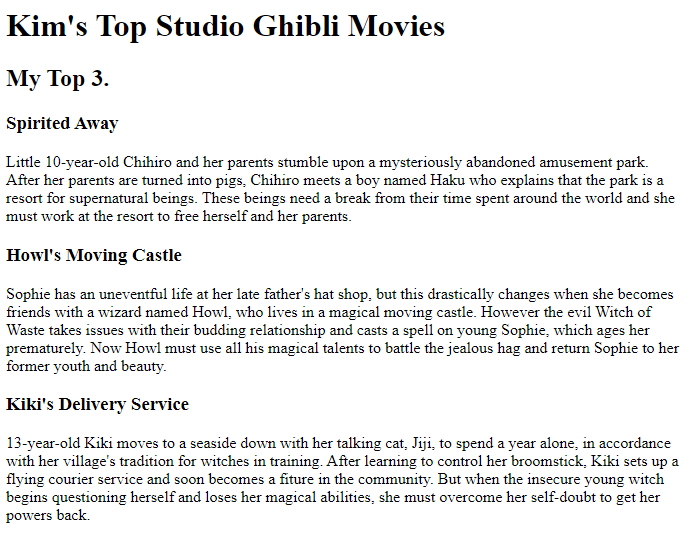 Kim's Top Studio Ghibli Movies
My Top 3.
Spirited Away
Little 10-year-old Chihiro and her parents stumble upon a mysteriously abandoned amusement park.
After her parents are turned into pigs, Chihiro meets a boy named Haku who explains that the park is a
resort for supernatural beings. These beings need a break from their time spent around the world and she
must work at the resort to free herself and her parents.
Howl's Moving Castle
Sophie has an uneventful life at her late father's hat shop, but this drastically changes when she becomes
friends with a wizard named Howl, who lives in a magical moving castle. However the evil Witch of
Waste takes issues with their budding relationship and casts a spell on young Sophie, which ages her
prematurely. Now Howl must use all his magical talents to battle the jealous hag and return Sophie to her
former youth and beauty.
Kiki's Delivery Service
13-year-old Kiki moves to a seaside down with her talking cat, Jiji, to spend a year alone, in accordance
with her village's tradition for witches in training. After learning to control her broomstick, Kiki sets up a
flying courier service and soon becomes a fiture in the community. But when the insecure young witch
begins questioning herself and loses her magical abilities, she must overcome her self-doubt to get her
powers back.